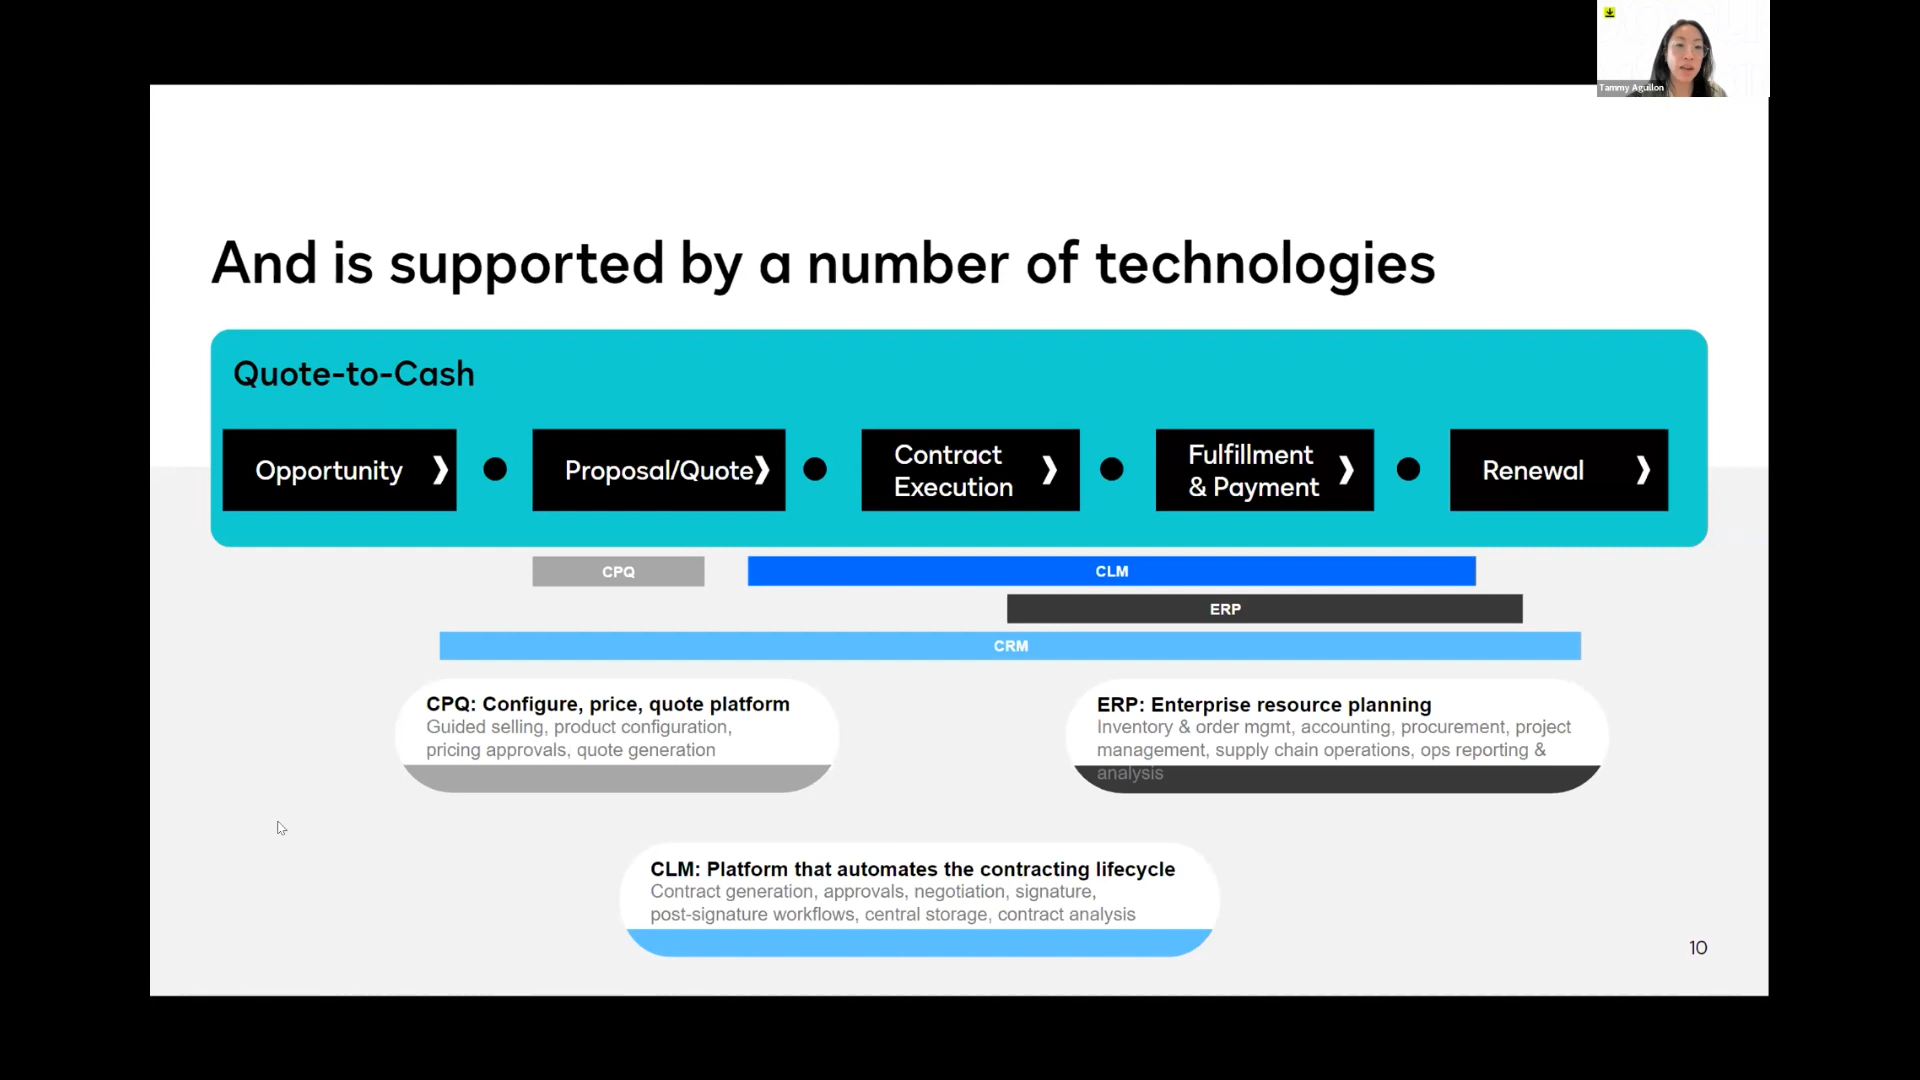 Tammy Aguilon
And is supported by a number of technologies
Quote-to-Cash
Opportunity
Proposal/Quote
Contract
Execution
Fulfillment
& Payment
Renewal
CPQ
CLM
ERP
CRM
CPQ: Configure, price, quote platform
Guided selling, product configuration,
pricing approvals, quote generation
ERP: Enterprise resource planning
Inventory & order mgmt, accounting, procurement, project
management, supply chain operations, ops reporting &
analysis
CLM: Platform that automates the contracting lifecycle
Contract generation, approvals, negotiation, signature,
post-signature workflows, central storage, contract analysis
10